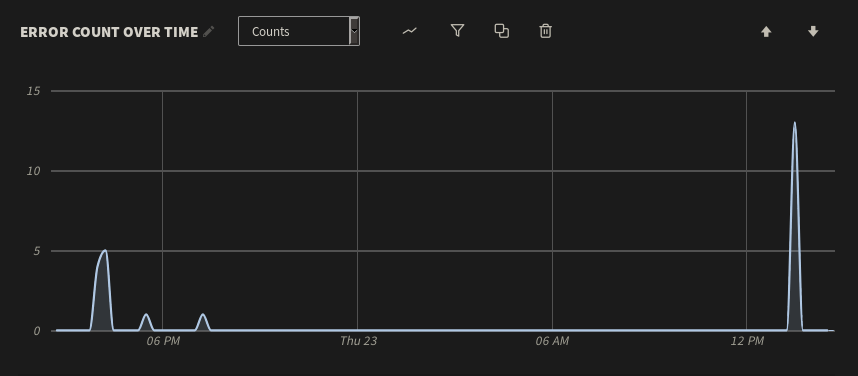 ERROR COUNT OVER TIME
Counts
15
10
5
0
06 PM
Thu 23
06 AM
12 PM